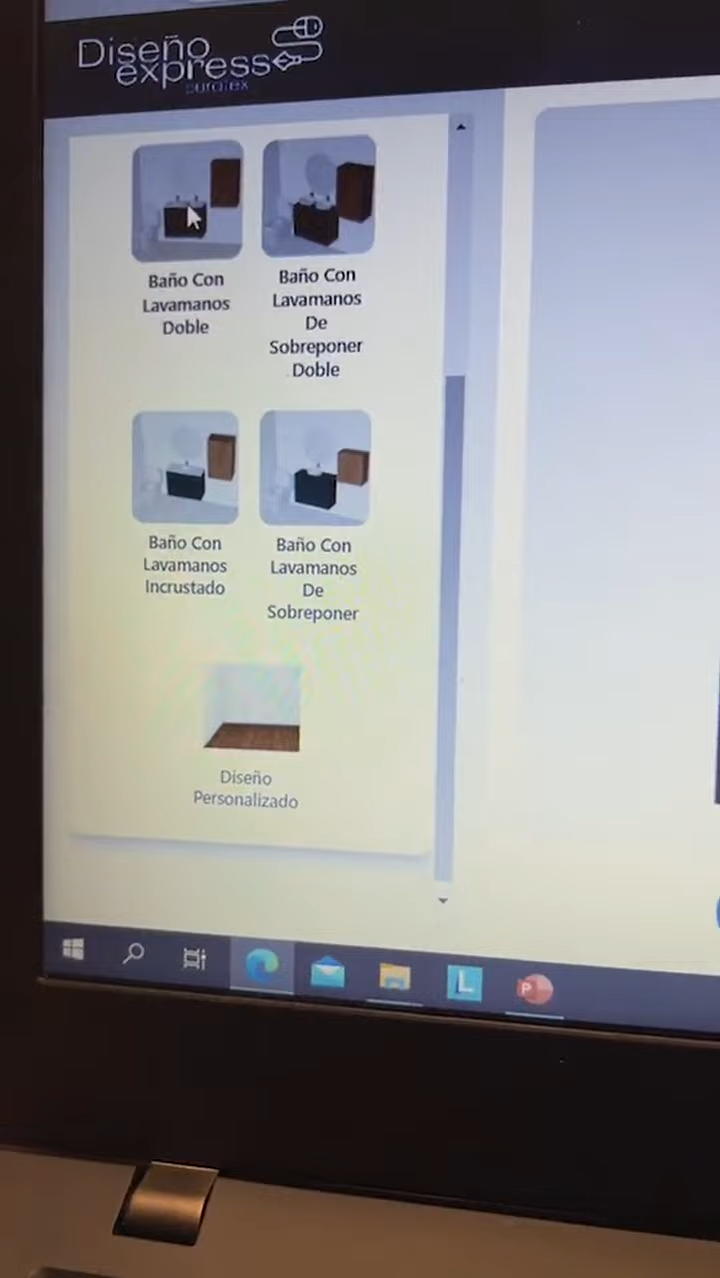 Diseño
express
Baño Con
Lavamanos
Doble
Baño Con
Lavamanos
De
Sobreponer
Doble
Baño Con
Lavamanos
Incrustado
Baño Con
Lavamanos
De
Sobreponer
Diseño
Personalizado
L
P